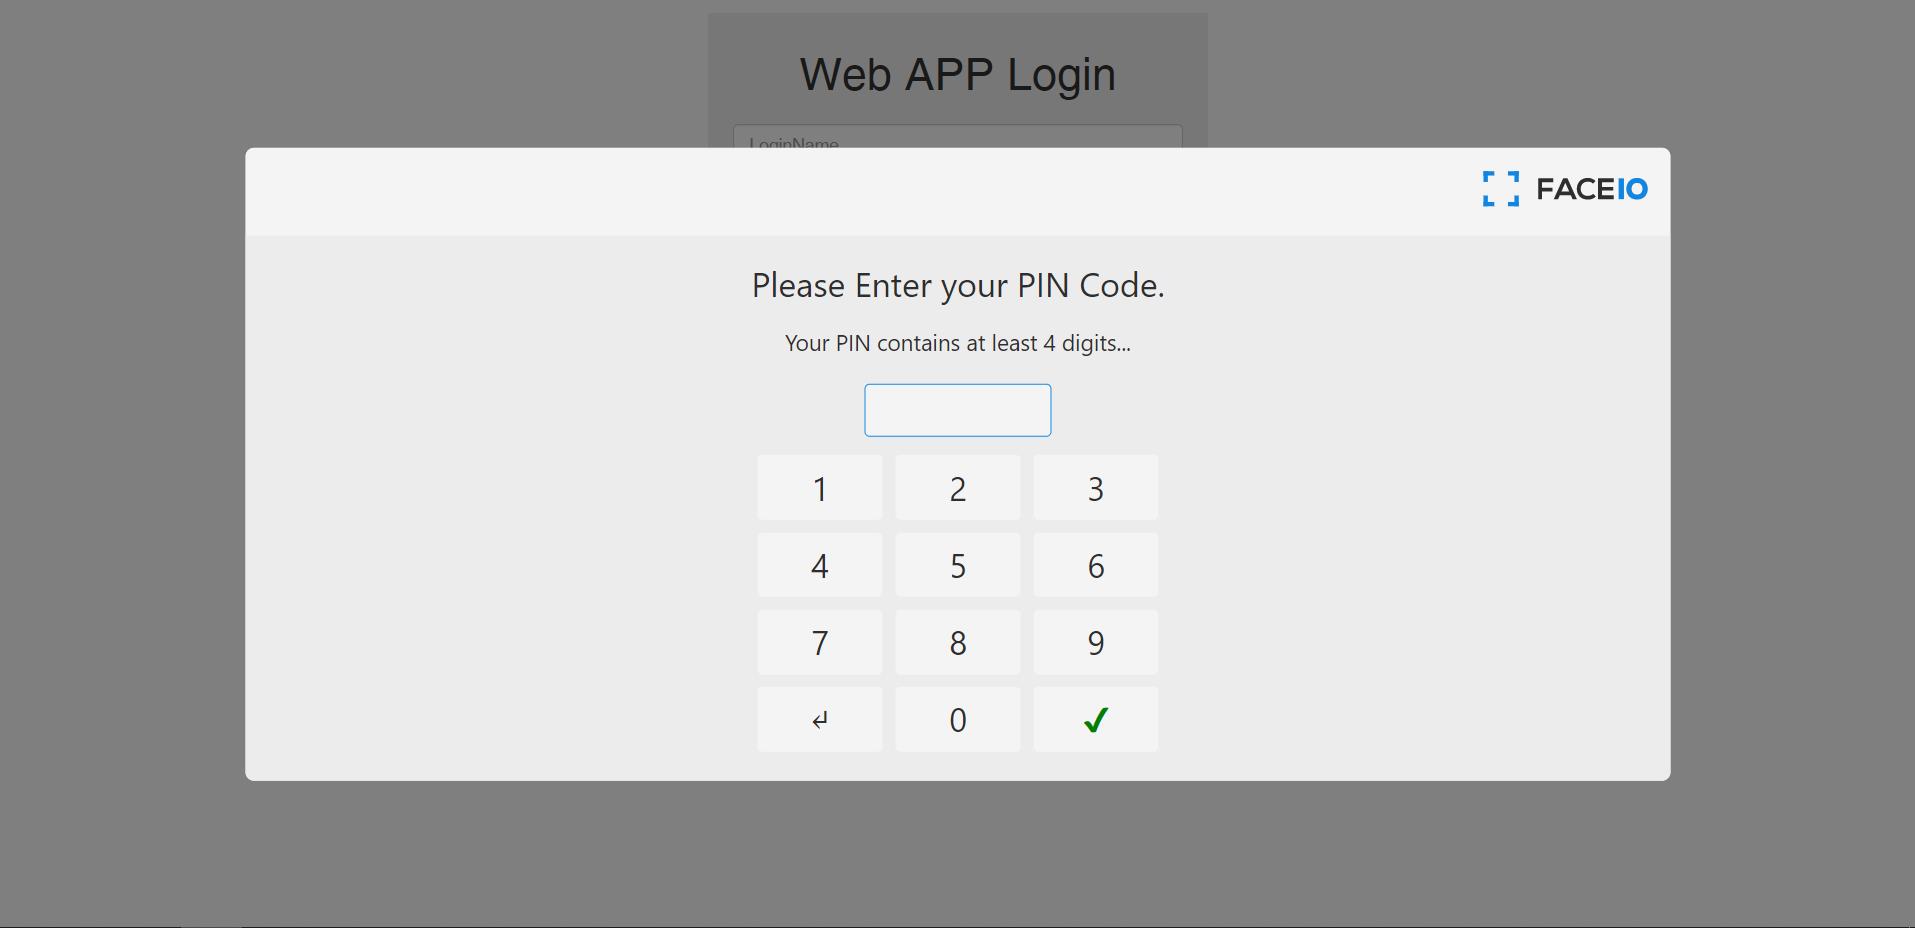 Web APP Login
LoginName
FACEIO
Please Enter your PIN Code.
Your PIN contains at least 4 digits...
1 2 3
4 5 6
7 8 9
↵ 0 ✔